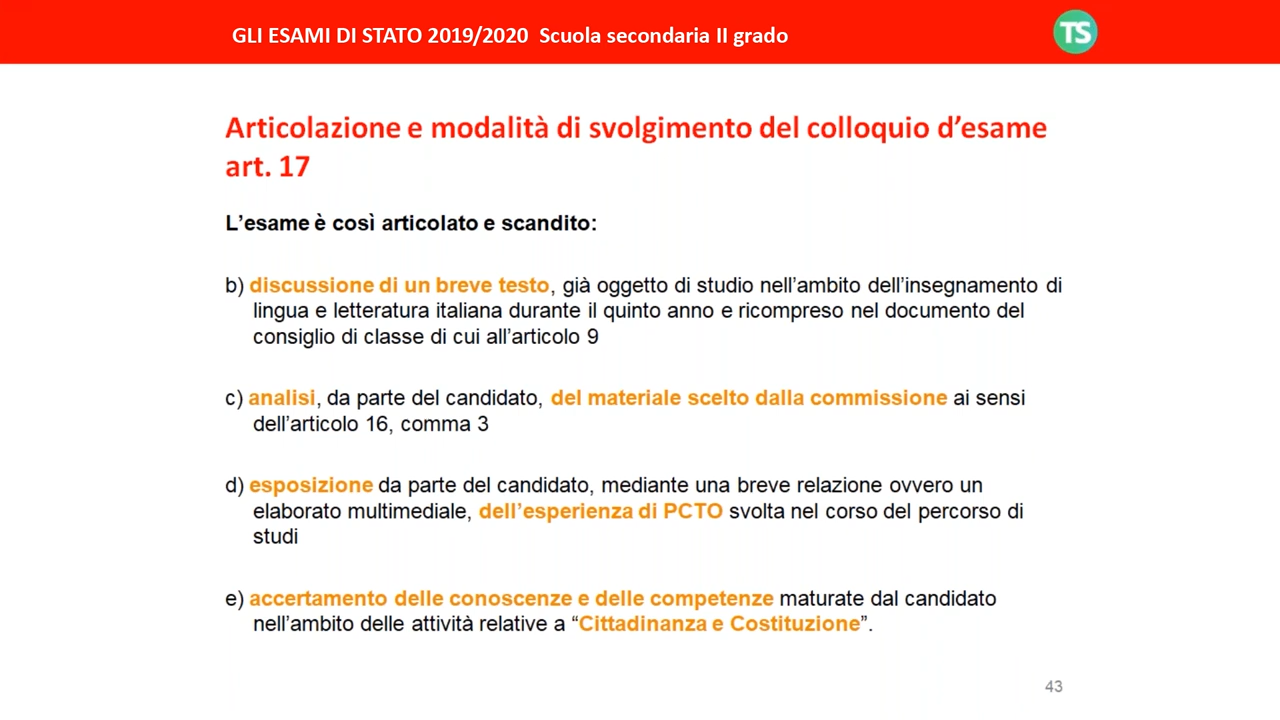 GLI ESAMI DI STATO 2019/2020 Scuola secondaria II grado
TS
Articolazione e modalità di svolgimento del colloquio d’esame
art. 17
L’esame è così articolato e scandito:
b) discussione di un breve testo, già oggetto di studio nell’ambito dell’insegnamento di
lingua e letteratura italiana durante il quinto anno e ricompreso nel documento del
consiglio di classe di cui all’articolo 9
c) analisi, da parte del candidato, del materiale scelto dalla commissione ai sensi
dell’articolo 16, comma 3
d) esposizione da parte del candidato, mediante una breve relazione ovvero un
elaborato multimediale, dell’esperienza di PCTO svolta nel corso del percorso di
studi
e) accertamento delle conoscenze e delle competenze maturate dal candidato
nell’ambito delle attività relative a “Cittadinanza e Costituzione”.
43